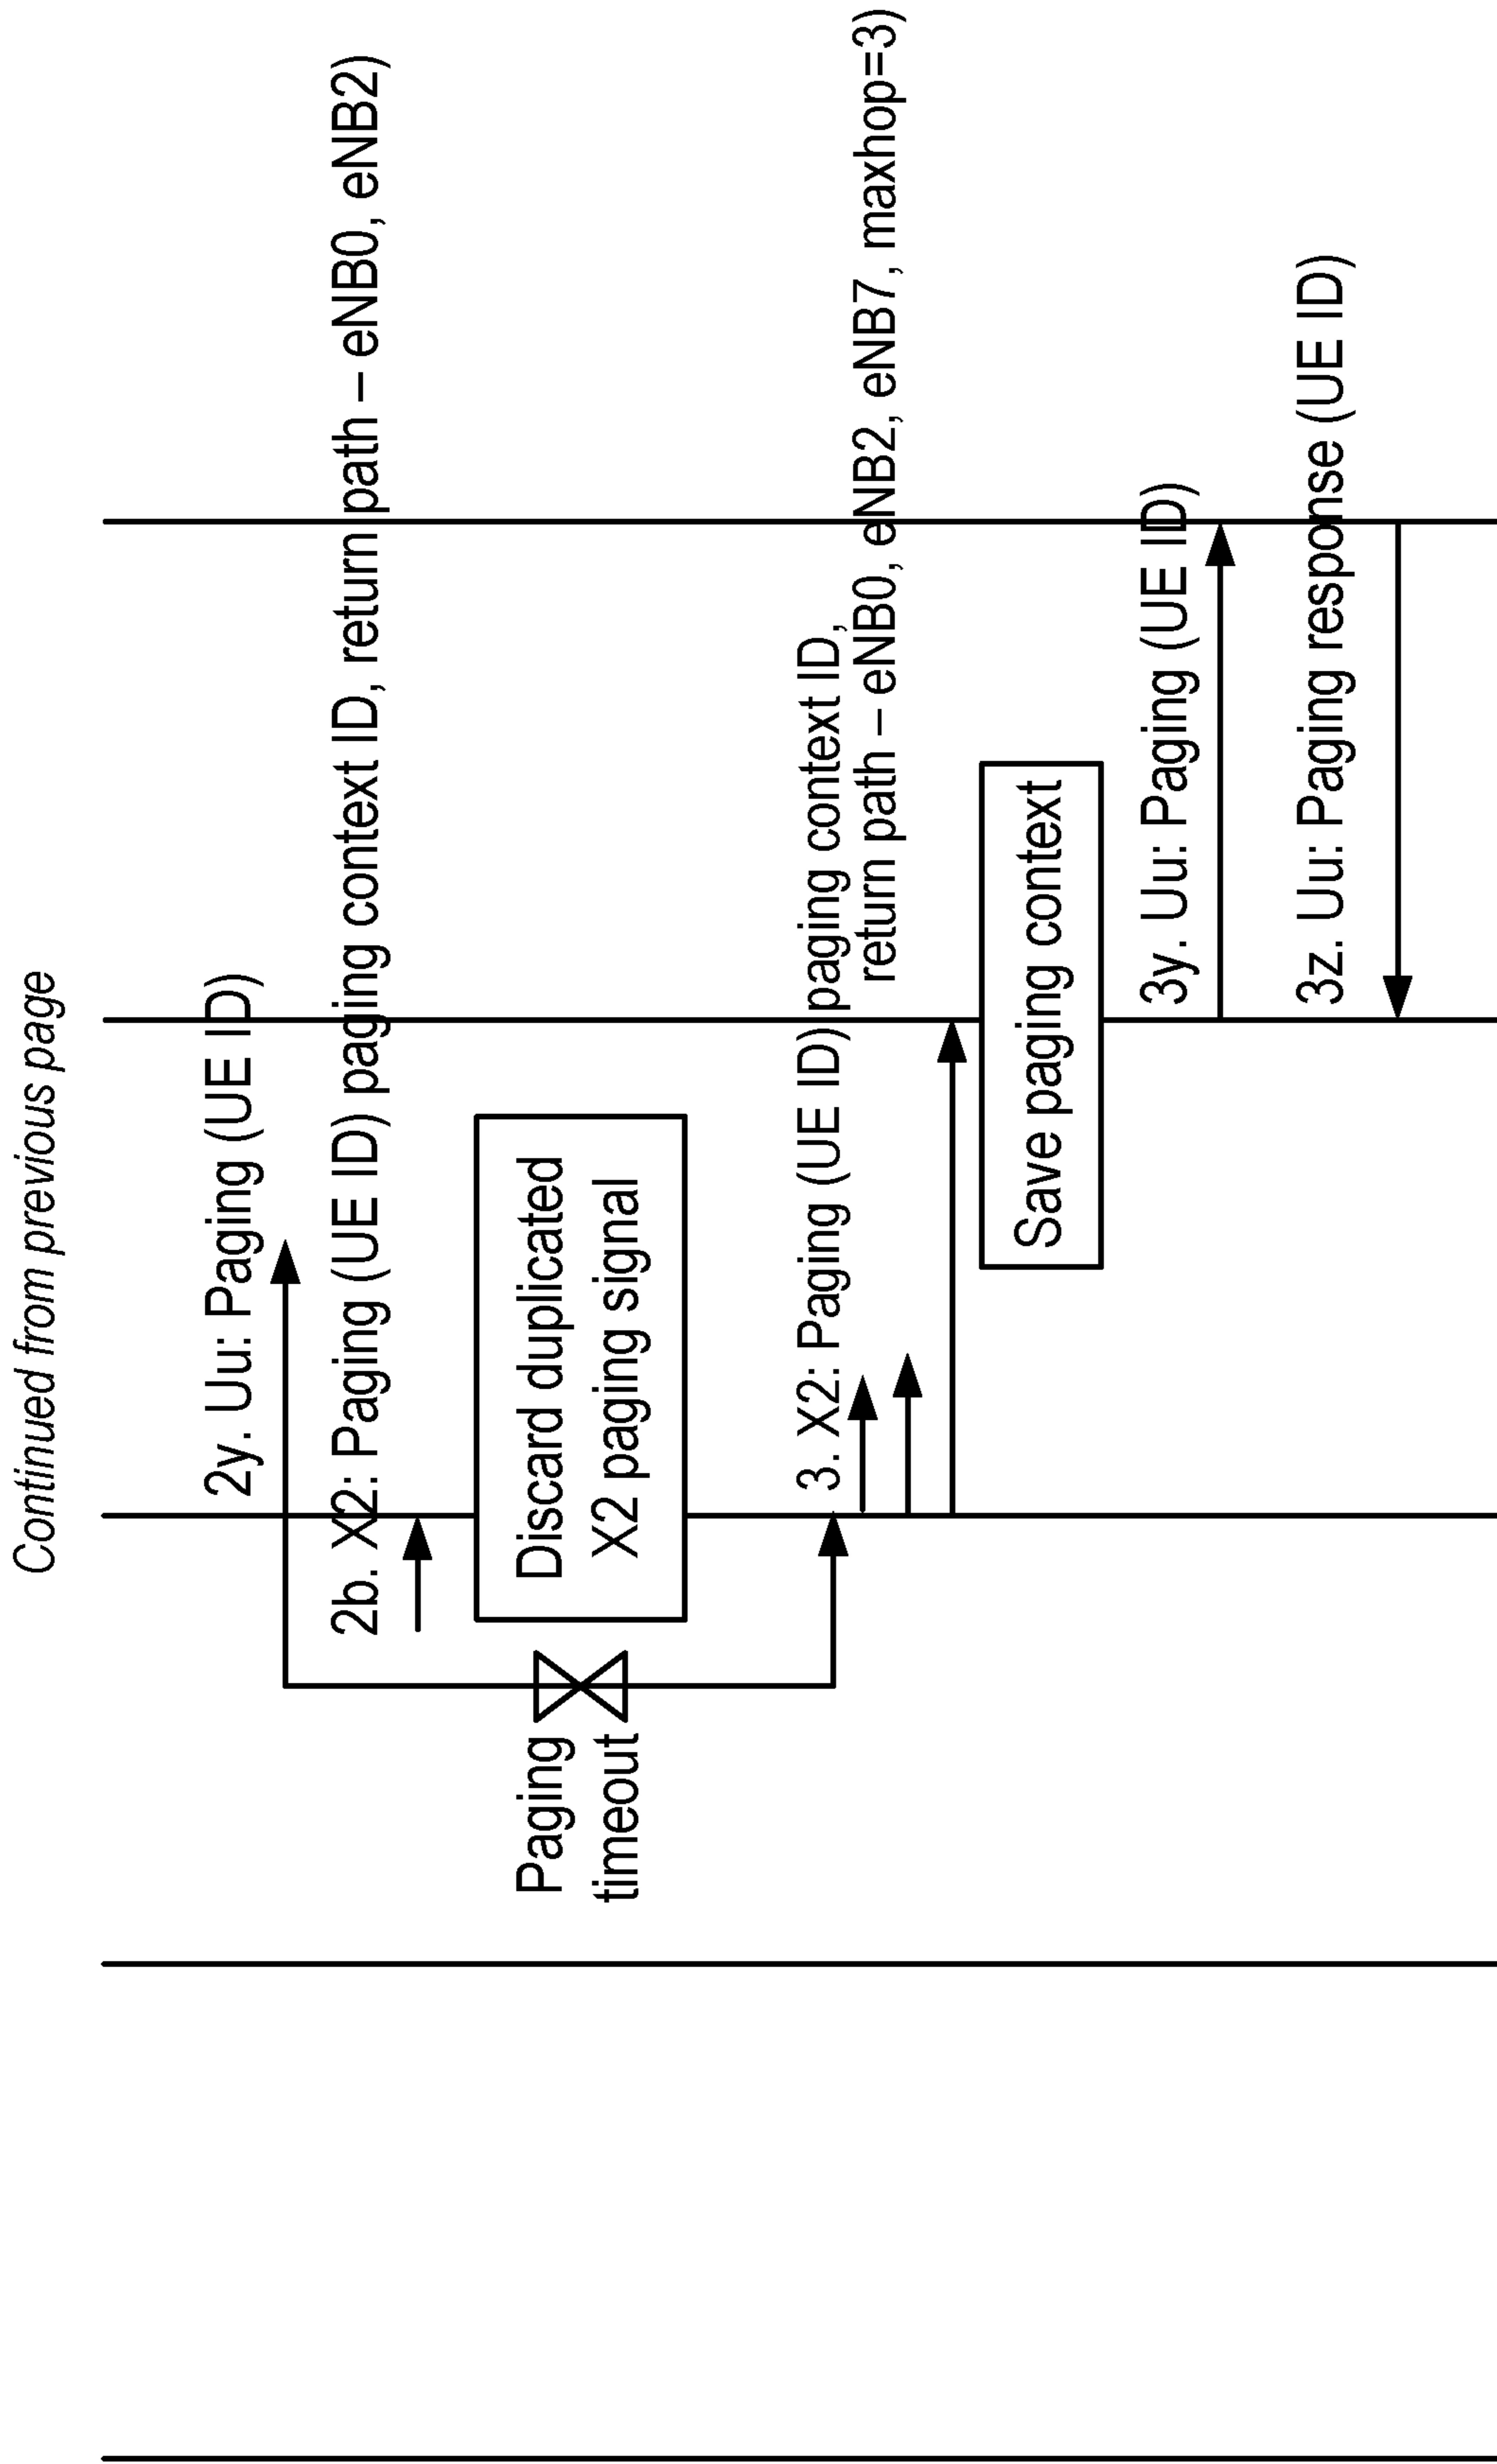 Continued from previous page
2y. Uu: Paging (UE ID)
2b. X2: Paging (UE ID) paging context ID, return path – eNB0, eNB2)
Paging
timeout
Discard duplicated
X2 paging signal
3. X2: Paging (UE ID) paging context ID,
return path – eNB0, eNB2, eNB7, maxhop=3)
Save paging context
3y. Uu: Paging (UE ID)
3z. Uu: Paging response (UE ID)